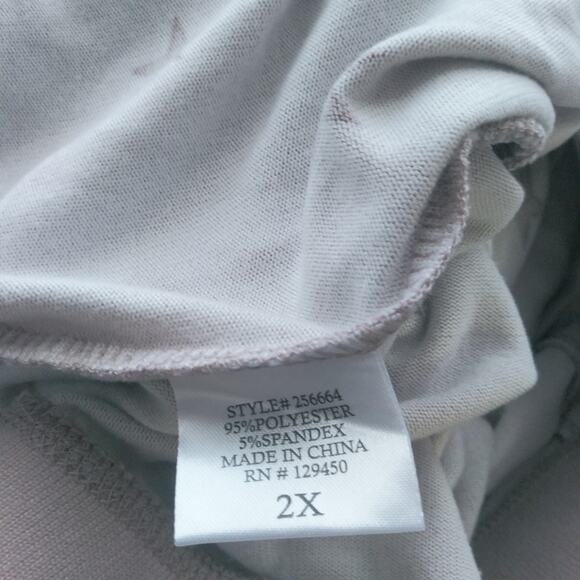 STYLE# 256664
95%POLYESTER
5%SPANDEX
MADE IN CHINA
RN # 129450
2X